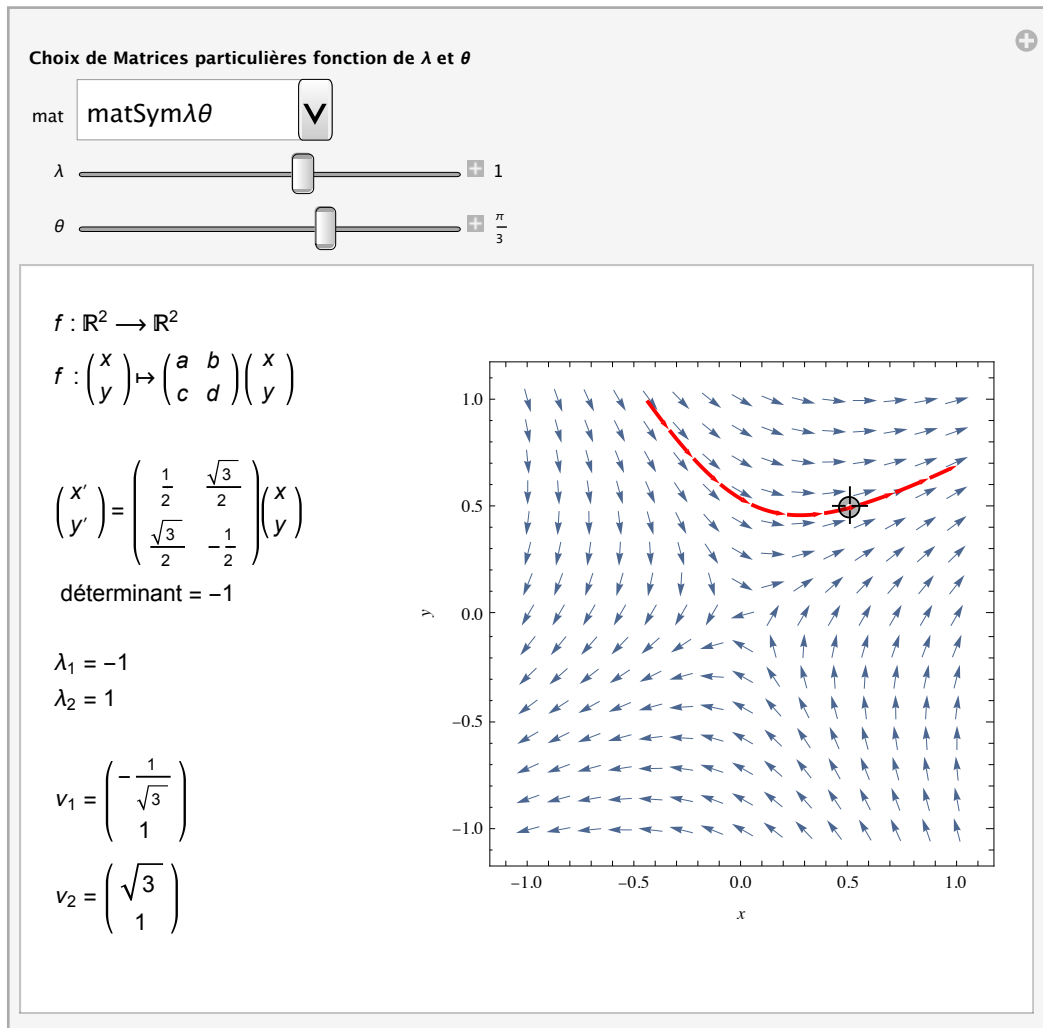 Choix de Matrices particulières fonction de λ et θ
mat matSymλθ
λ 1
θ π/3
f : ℝ² ⟶ ℝ²
f : (x y) ↦ (a b c d) (x y)
(x′ y′) = (1/2 √3/2 √3/2 −1/2) (x y)
déterminant = −1
λ₁ = −1
λ₂ = 1
v₁ = (−1/√3 1)
v₂ = (√3 1)
1.0
0.5
0.0
−0.5
−1.0
y
−1.0 −0.5 0.0 0.5 1.0
x